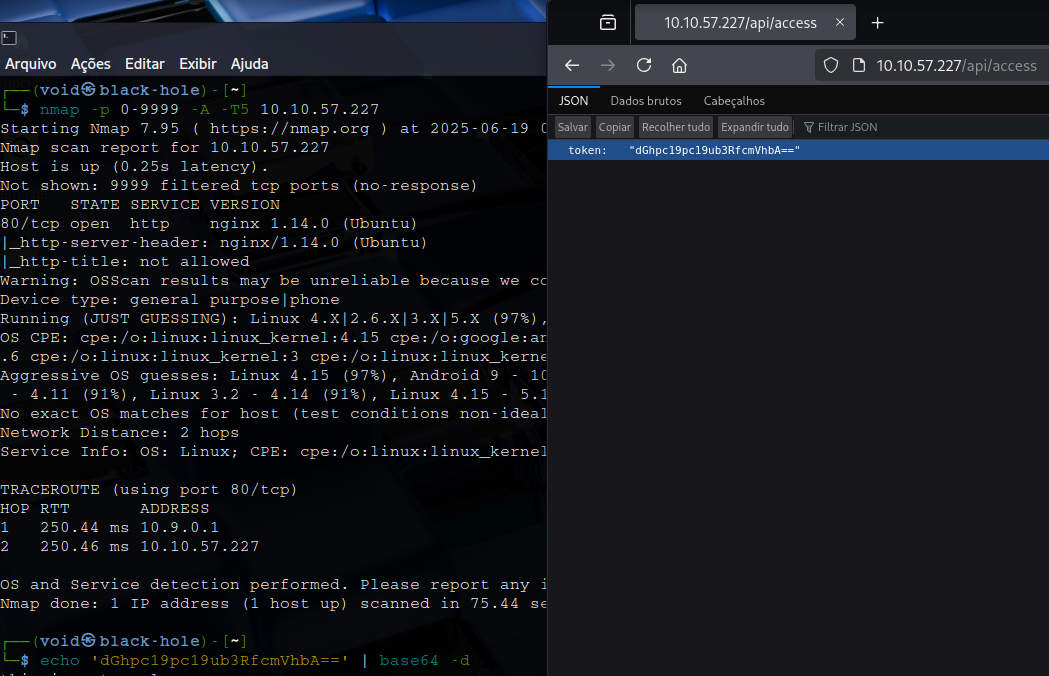 Arquivo Ações Editar Exibir Ajuda
┌──(void㉿black-hole)-[~]
└─$ nmap -p 0-9999 -A -T5 10.10.57.227
Starting Nmap 7.95 ( https://nmap.org ) at 2025-06-19
Nmap scan report for 10.10.57.227
Host is up (0.25s latency).
Not shown: 9999 filtered tcp ports (no-response)
PORT STATE SERVICE VERSION
80/tcp open http nginx 1.14.0 (Ubuntu)
|_http-server-header: nginx/1.14.0 (Ubuntu)
|_http-title: not allowed
Warning: OSScan results may be unreliable because we co
Device type: general purpose|phone
Running (JUST GUESSING): Linux 4.X|2.6.X|3.X|5.X (97%),
OS CPE: cpe:/o:linux:linux_kernel:4.15 cpe:/o:google:an
.6 cpe:/o:linux:linux_kernel:3 cpe:/o:linux:linux_kerne
Aggressive OS guesses: Linux 4.15 (97%), Android 9 - 10
- 4.11 (91%), Linux 3.2 - 4.14 (91%), Linux 4.15 - 5.1
No exact OS matches for host (test conditions non-ideal
Network Distance: 2 hops
Service Info: OS: Linux; CPE: cpe:/o:linux:linux_kernel
TRACEROUTE (using port 80/tcp)
HOP RTT ADDRESS
1 250.44 ms 10.9.0.1
2 250.46 ms 10.10.57.227
OS and Service detection performed. Please report any i
Nmap done: 1 IP address (1 host up) scanned in 75.44 se
┌──(void㉿black-hole)-[~]
└─$ echo 'dGhpc19pc19ub3RfcmVhbA==' | base64 -d
10.10.57.227/api/access
10.10.57.227/api/access
JSON Dados brutos Cabeçalhos
Salvar Copiar Recolher tudo Expandir tudo Filtrar JSON
token: "dGhpc19pc19ub3RfcmVhbA=="